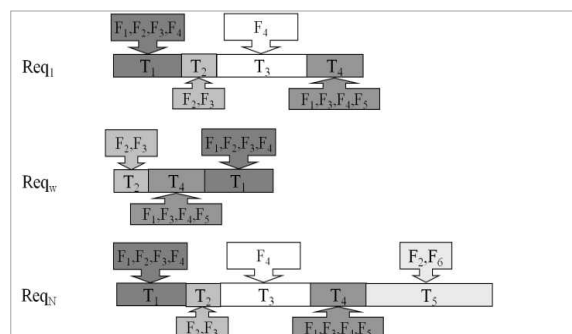 F₁,F₂,F₃,F₄ F₄
Req₁ T₁ T₂ T₃ T₄
F₂,F₃ F₁,F₃,F₄,F₅
F₂,F₃ F₁,F₂,F₃,F₄
Reqw T₂ T₄ T₁
F₁,F₃,F₄,F₅
F₁,F₂,F₃,F₄ F₄ F₂,F₆
Req_N T₁ T₂ T₃ T₄ T₅
F₂,F₃ F₁,F₃,F₄,F₅